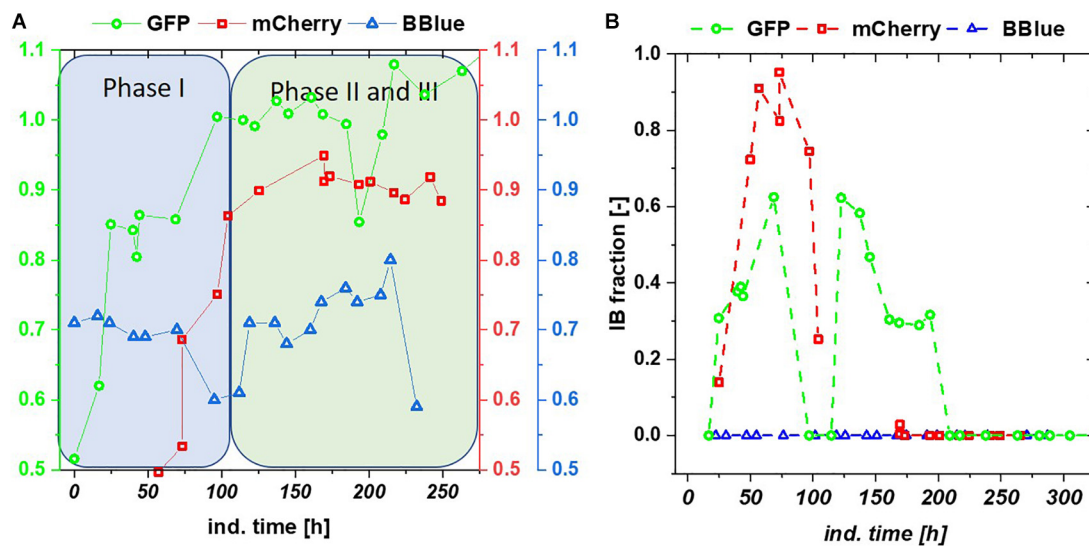 A
GFP mCherry BBlue
Phase I
Phase II and III
1.1 1.1 1.1
1.0 1.0 1.0
0.9 0.9 0.9
0.8 0.8 0.8
0.7 0.7 0.7
0.6 0.6 0.6
0.5 0.5 0.5
0 50 100 150 200 250
ind. time [h]
B
GFP mCherry BBlue
IB fraction [-]
1.0
0.8
0.6
0.4
0.2
0.0
0 50 100 150 200 250 300
ind. time [h]